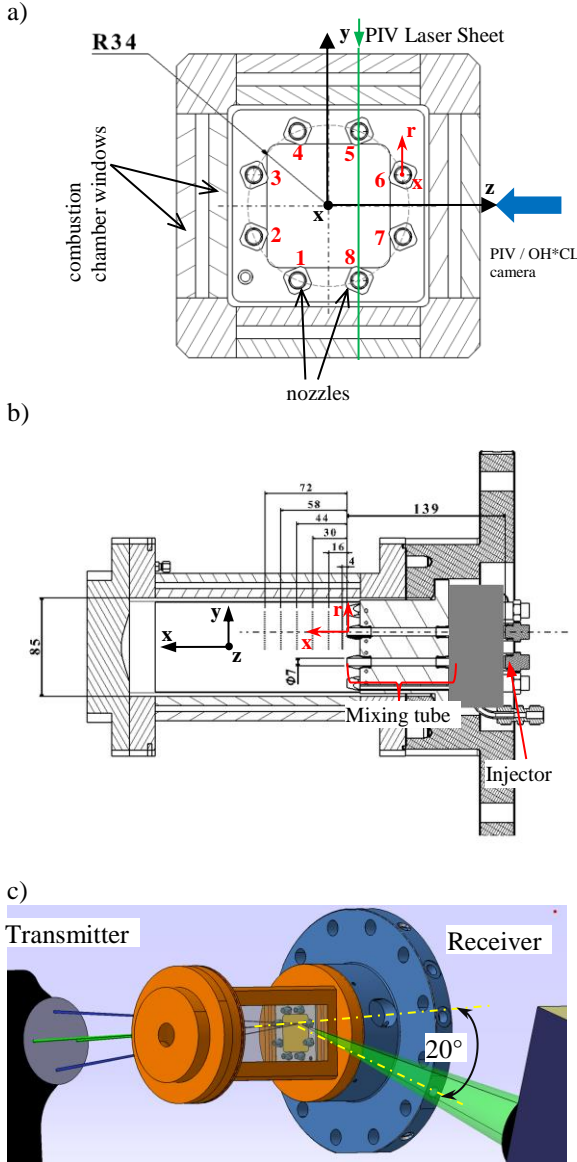 a)
y
PIV Laser Sheet
R34
4
5
r
3
6
x
z
x
2
7
1
8
combustion
chamber windows
PIV / OH*CL
camera
nozzles
b)
72
58
139
44
30
16
4
85
y
r
x
x
z
Φ7
Mixing tube
Injector
c)
Transmitter
Receiver
20°